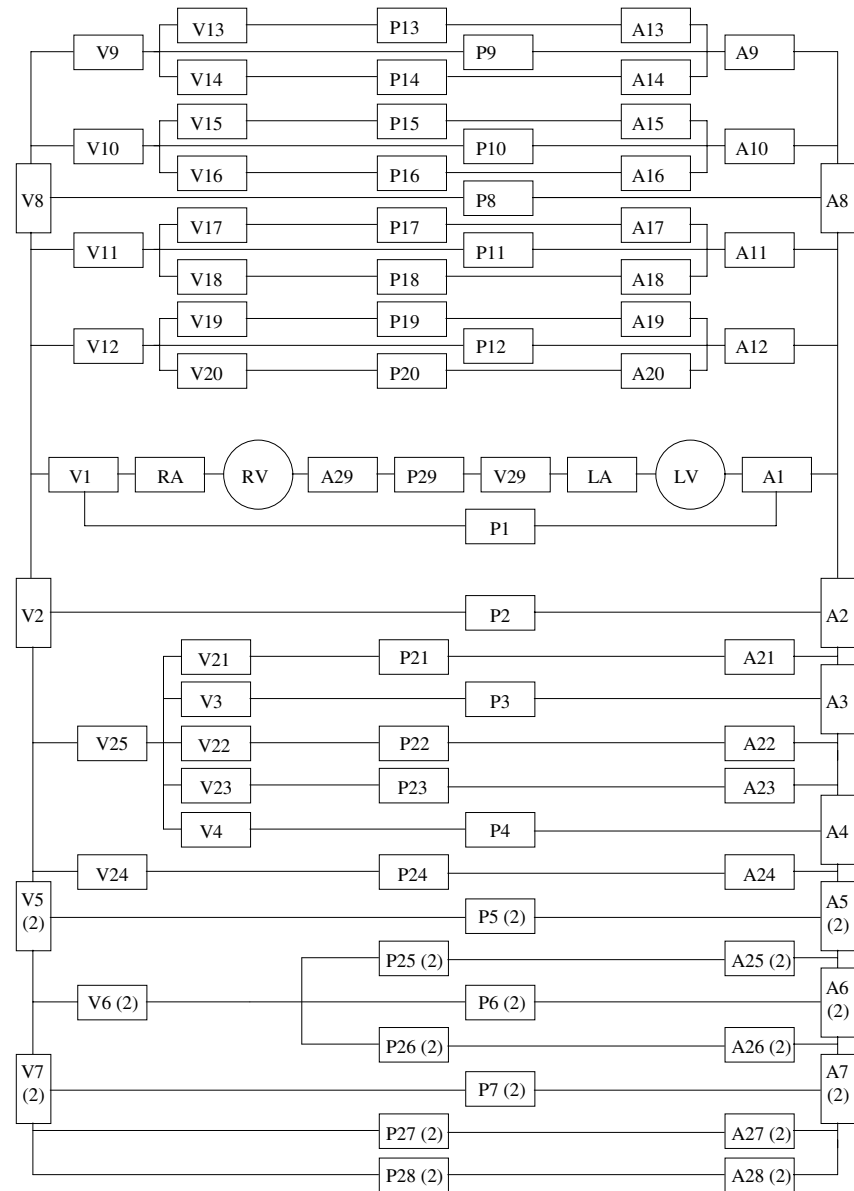 V13 P13 A13
V9 P9 A9
V14 P14 A14
V15 P15 A15
V10 P10 A10
V16 P16 A16
V8 P8 A8
V17 P17 A17
V11 P11 A11
V18 P18 A18
V19 P19 A19
V12 P12 A12
V20 P20 A20
V1 RA RV A29 P29 V29 LA LV A1
P1
V2 P2 A2
V21 P21 A21
V3 P3 A3
V25 V22 P22 A22
V23 P23 A23
V4 P4 A4
V24 P24 A24
V5 (2) P5 (2) A5 (2)
P25 (2) A25 (2)
V6 (2) P6 (2) A6 (2)
P26 (2) A26 (2)
V7 (2) P7 (2) A7 (2)
P27 (2) A27 (2)
P28 (2) A28 (2)